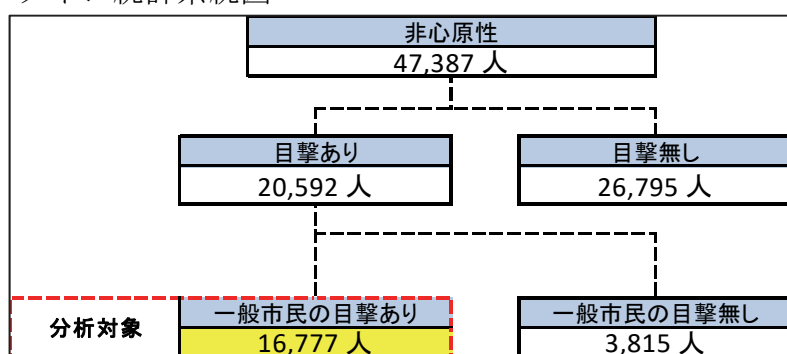 非心原性
47,387 人
目撃あり
目撃無し
20,592 人
26,795 人
一般市民の目撃あり
一般市民の目撃無し
分析対象
16,777 人
3,815 人